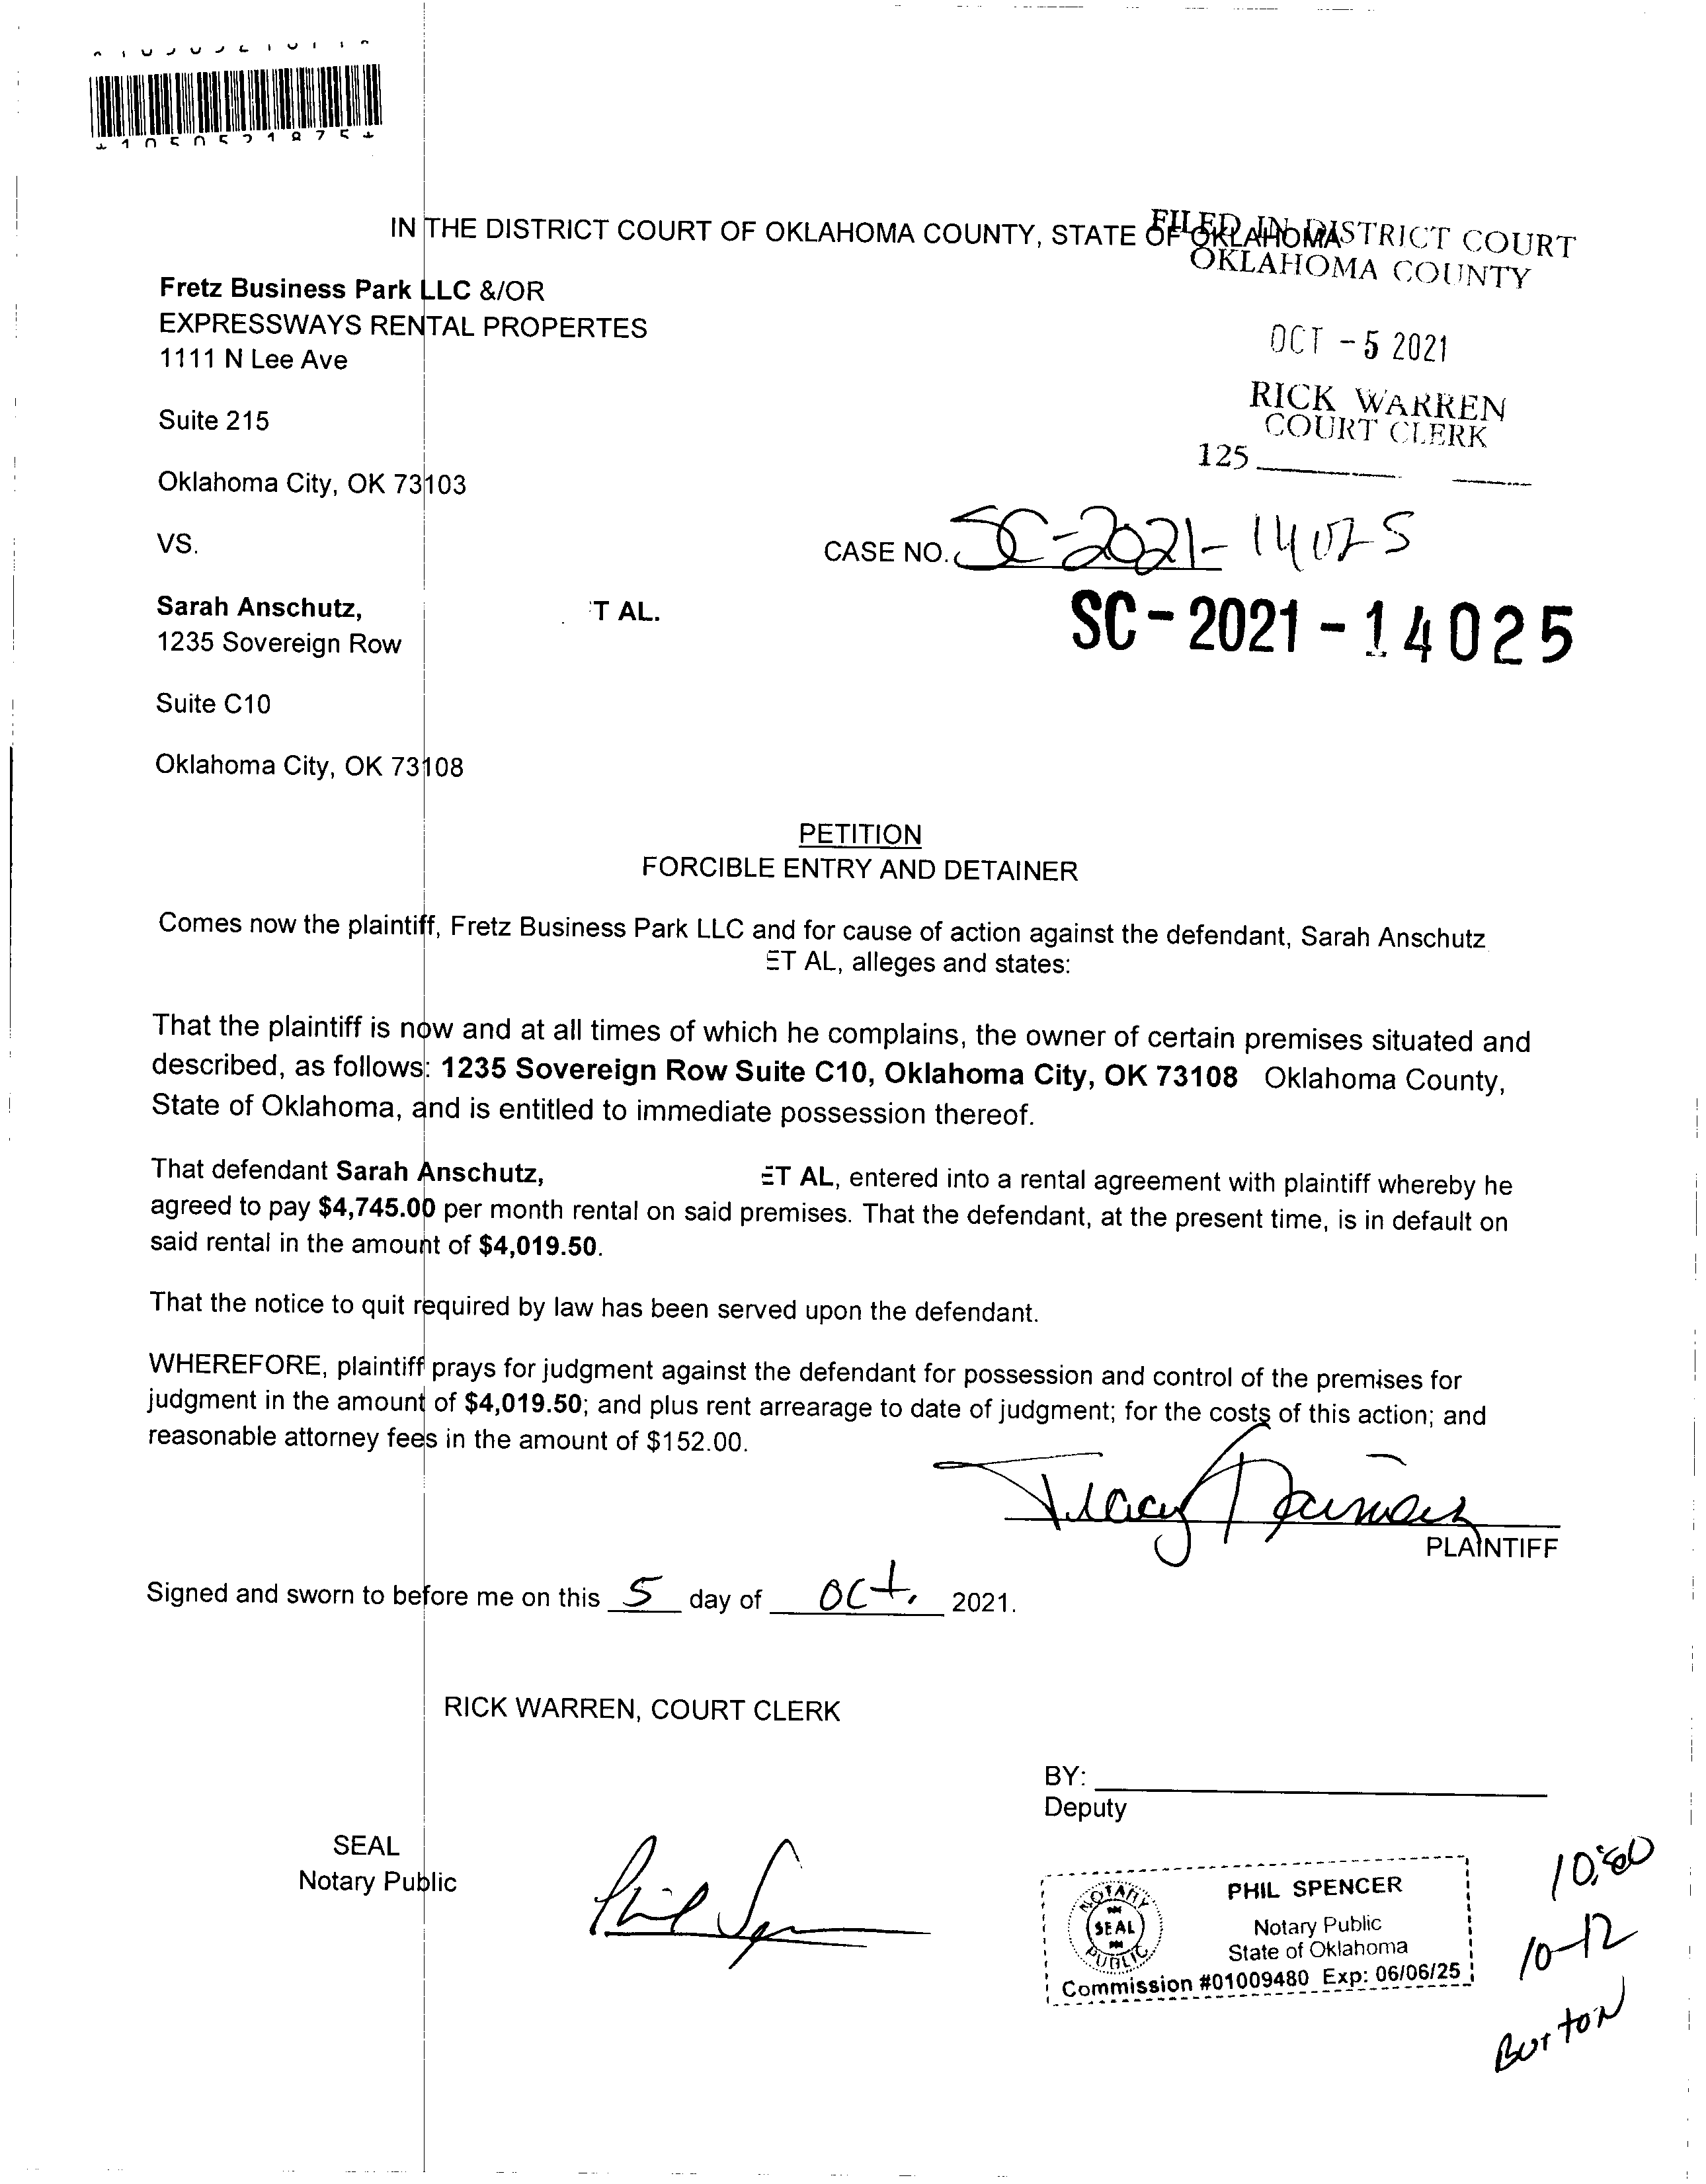 *1050521875*
IN THE DISTRICT COURT OF OKLAHOMA COUNTY, STATE OF OKLAHOMA
FILED IN DISTRICT COURT
OKLAHOMA COUNTY
Fretz Business Park LLC &/OR
EXPRESSWAYS RENTAL PROPERTES
1111 N Lee Ave
OCT - 5 2021
RICK WARREN
COURT CLERK
Suite 215
125
Oklahoma City, OK 73103
VS.
CASE NO. SC-2021-14025
Sarah Anschutz, T AL.
SC-2021-14025
1235 Sovereign Row
Suite C10
Oklahoma City, OK 73108
PETITION
FORCIBLE ENTRY AND DETAINER
Comes now the plaintiff, Fretz Business Park LLC and for cause of action against the defendant, Sarah Anschutz
ET AL, alleges and states:
That the plaintiff is now and at all times of which he complains, the owner of certain premises situated and
described, as follows: 1235 Sovereign Row Suite C10, Oklahoma City, OK 73108 Oklahoma County,
State of Oklahoma, and is entitled to immediate possession thereof.
That defendant Sarah Anschutz, ET AL, entered into a rental agreement with plaintiff whereby he
agreed to pay $4,745.00 per month rental on said premises. That the defendant, at the present time, is in default on
said rental in the amount of $4,019.50.
That the notice to quit required by law has been served upon the defendant.
WHEREFORE, plaintiff prays for judgment against the defendant for possession and control of the premises for
judgment in the amount of $4,019.50; and plus rent arrearage to date of judgment; for the costs of this action; and
reasonable attorney fees in the amount of $152.00.
Tracy
PLAINTIFF
Signed and sworn to before me on this 5 day of Oct, 2021.
RICK WARREN, COURT CLERK
BY:
Deputy
SEAL
Notary Public
Phil
NOTARY
SEAL
PUBLIC
PHIL SPENCER
Notary Public
State of Oklahoma
Commission #01009480 Exp: 06/06/25
10-12
Burton